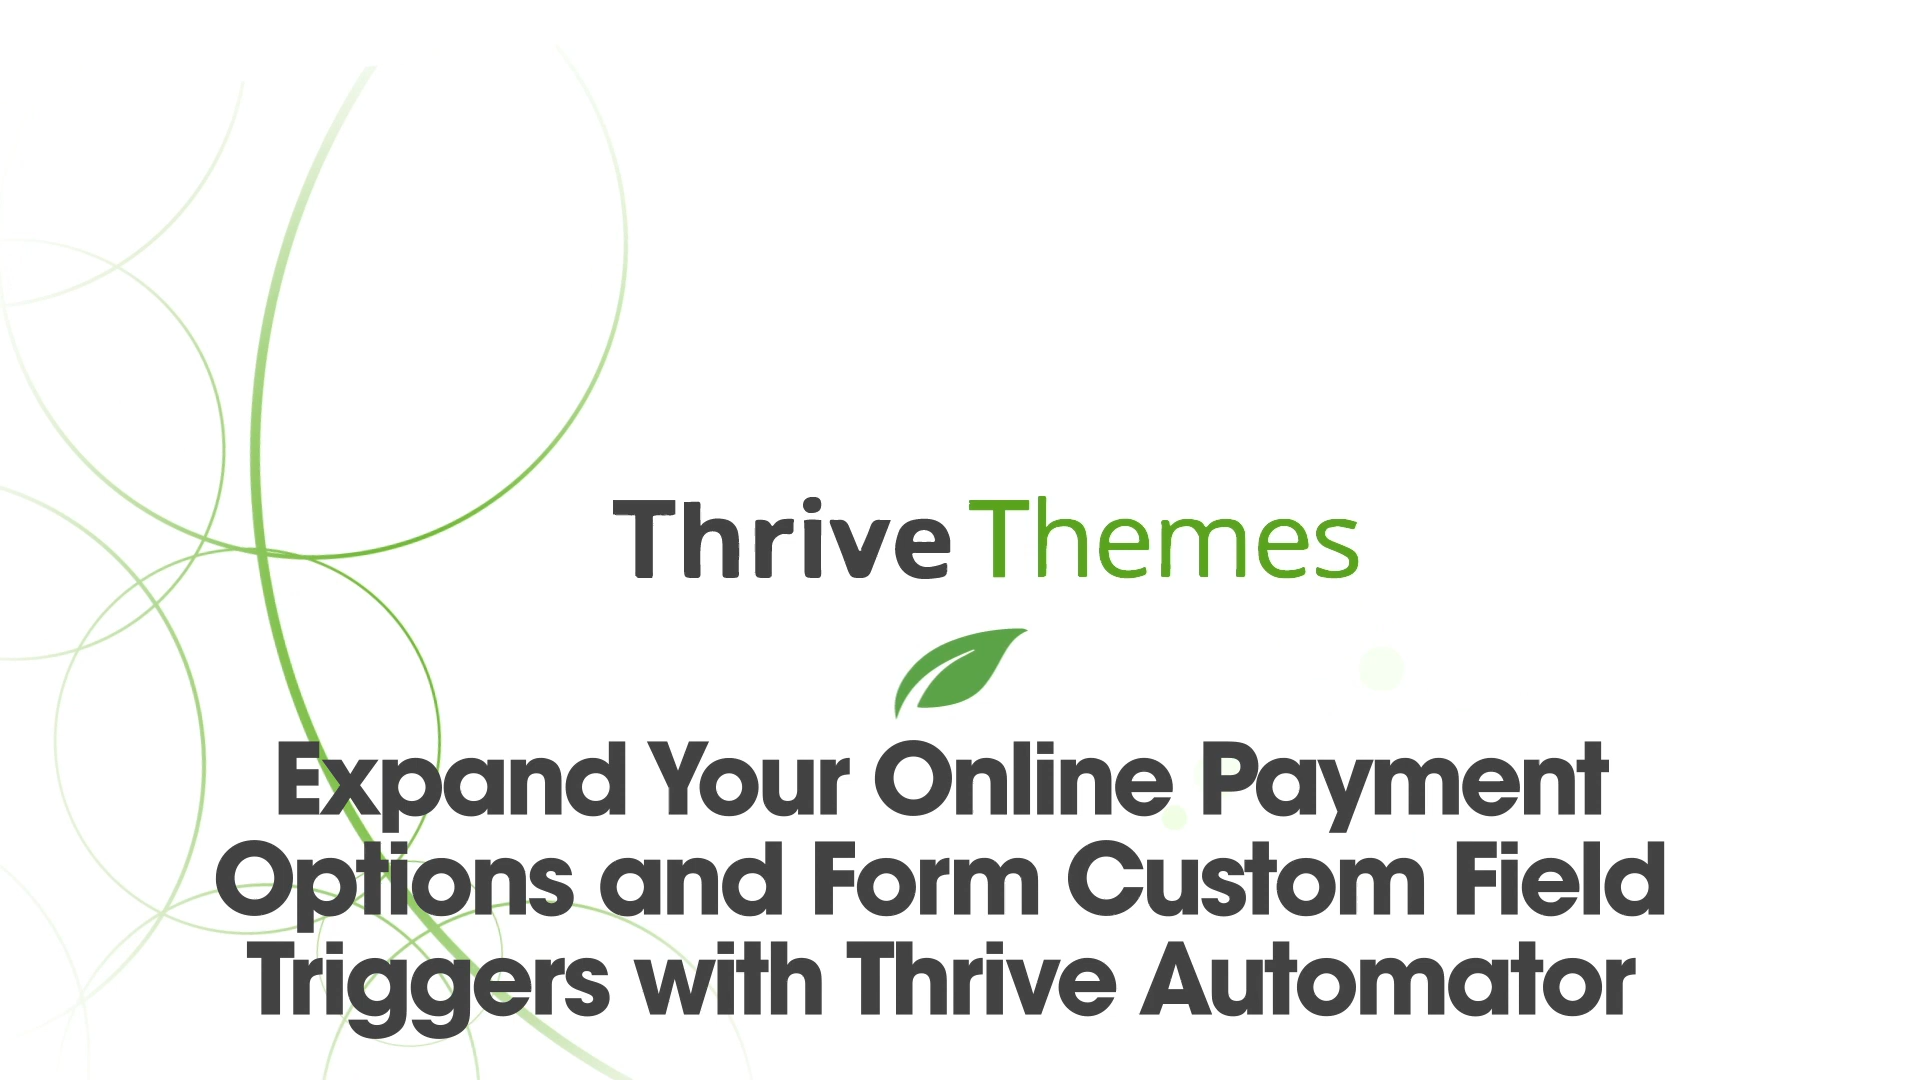 Thrive Themes
Expand Your Online Payment
Options and Form Custom Field
Triggers with Thrive Automator